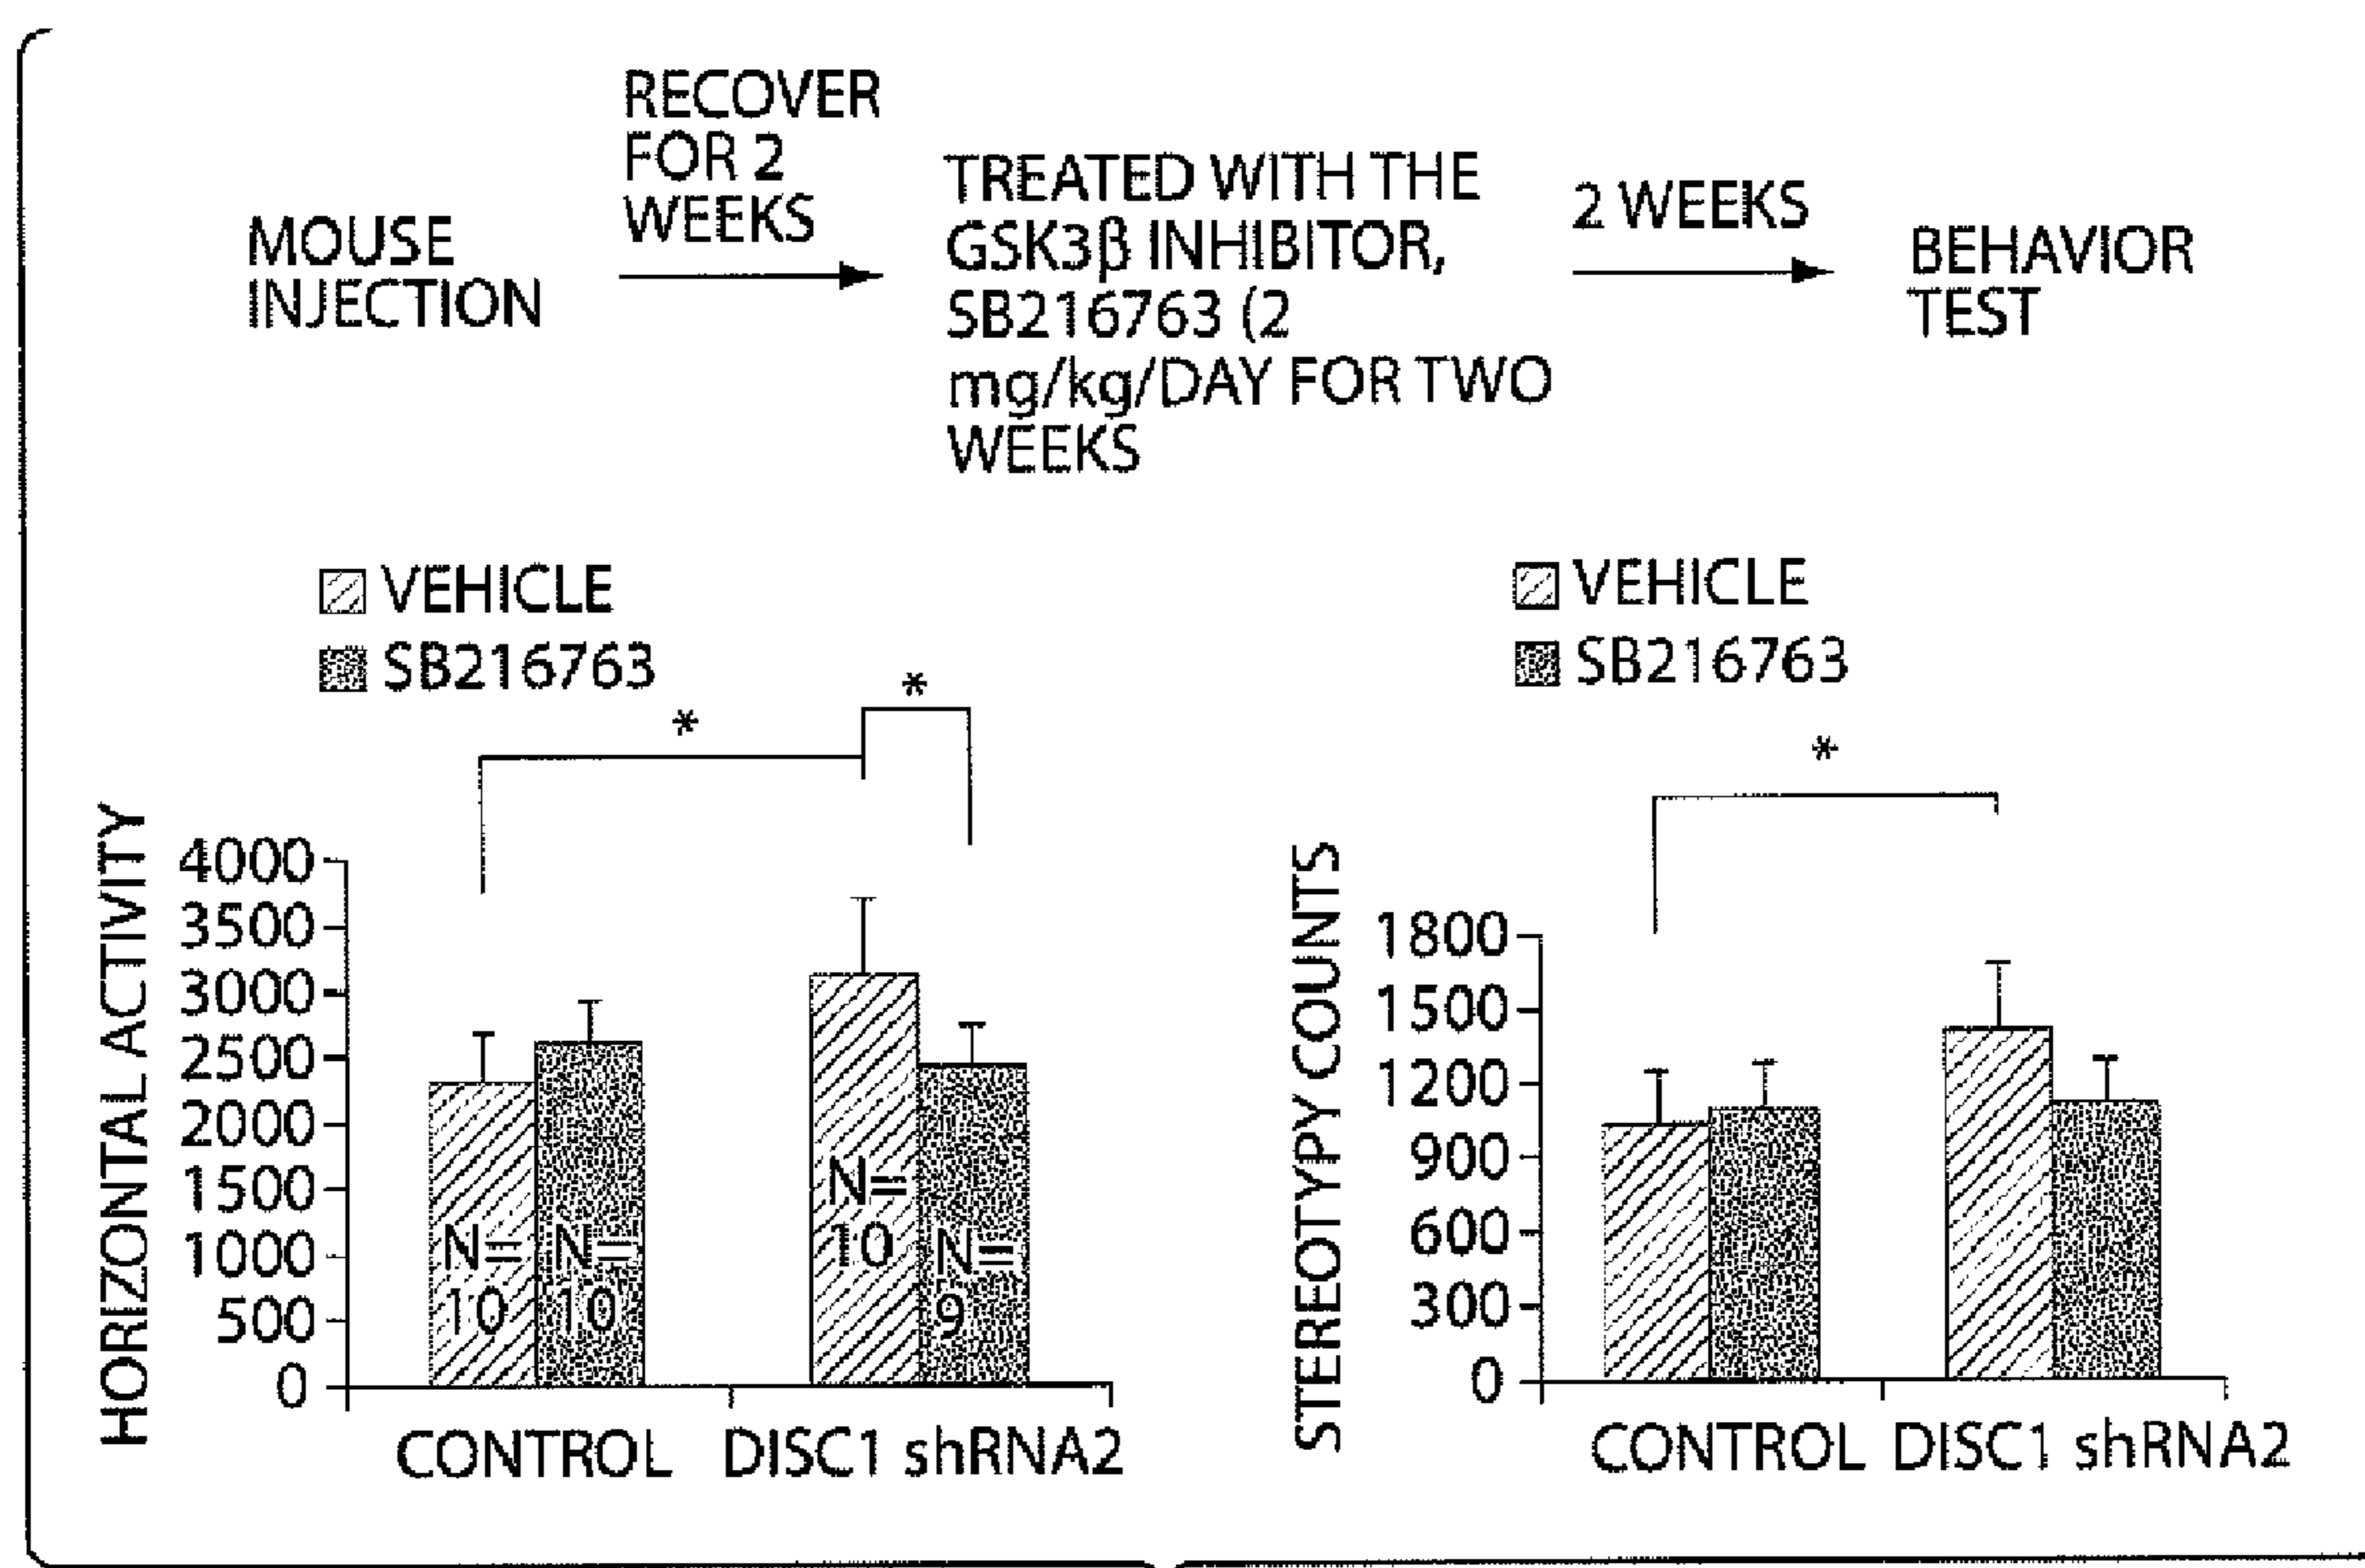 MOUSE
INJECTION
RECOVER
FOR 2
WEEKS
TREATED WITH THE
GSK3β INHIBITOR,
SB216763 (2
mg/kg/DAY FOR TWO
WEEKS
2 WEEKS
BEHAVIOR
TEST
VEHICLE
SB216763
*
*
HORIZONTAL ACTIVITY
4000
3500
3000
2500
2000
1500
1000
500
0
N=
10
N=
10
N=
10
N=
9
CONTROL
DISC1 shRNA2
VEHICLE
SB216763
*
STEREOTYPY COUNTS
1800
1500
1200
900
600
300
0
CONTROL
DISC1 shRNA2